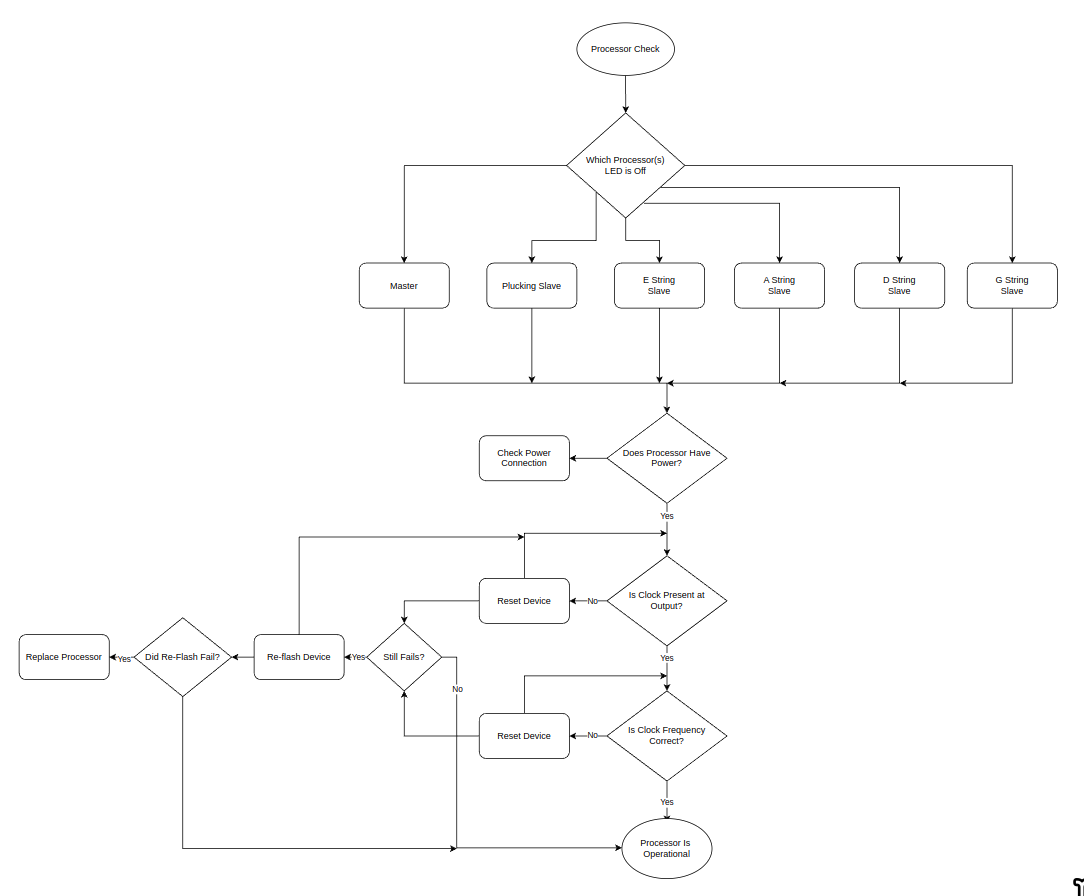 Processor Check
Which Processor(s)
LED is Off
Master
Plucking Slave
E String
Slave
A String
Slave
D String
Slave
G String
Slave
Check Power
Connection
Does Processor Have
Power?
Yes
Reset Device
No
Is Clock Present at
Output?
Replace Processor
Yes
Did Re-Flash Fail?
Re-flash Device
Yes
Still Fails?
Yes
No
Reset Device
No
Is Clock Frequency
Correct?
Yes
Processor Is
Operational